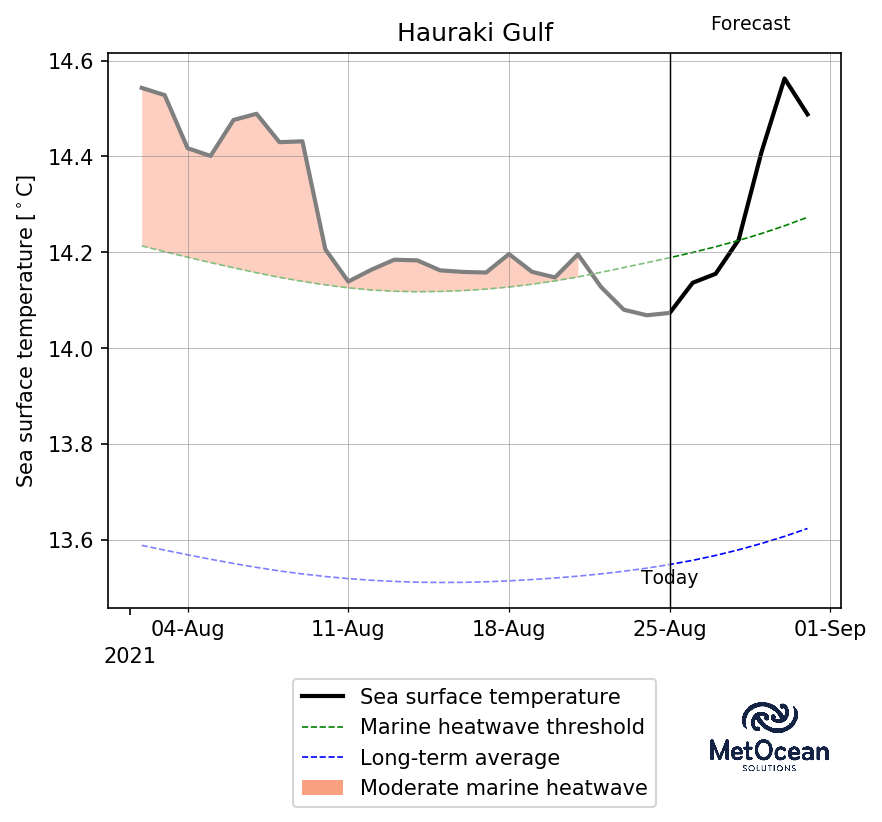 Forecast
Hauraki Gulf
Sea surface temperature [°C]
14.6
14.4
14.2
14.0
13.8
13.6
Today
04-Aug 11-Aug 18-Aug 25-Aug 01-Sep
2021
Sea surface temperature
Marine heatwave threshold
Long-term average
Moderate marine heatwave
MetOcean
SOLUTIONS